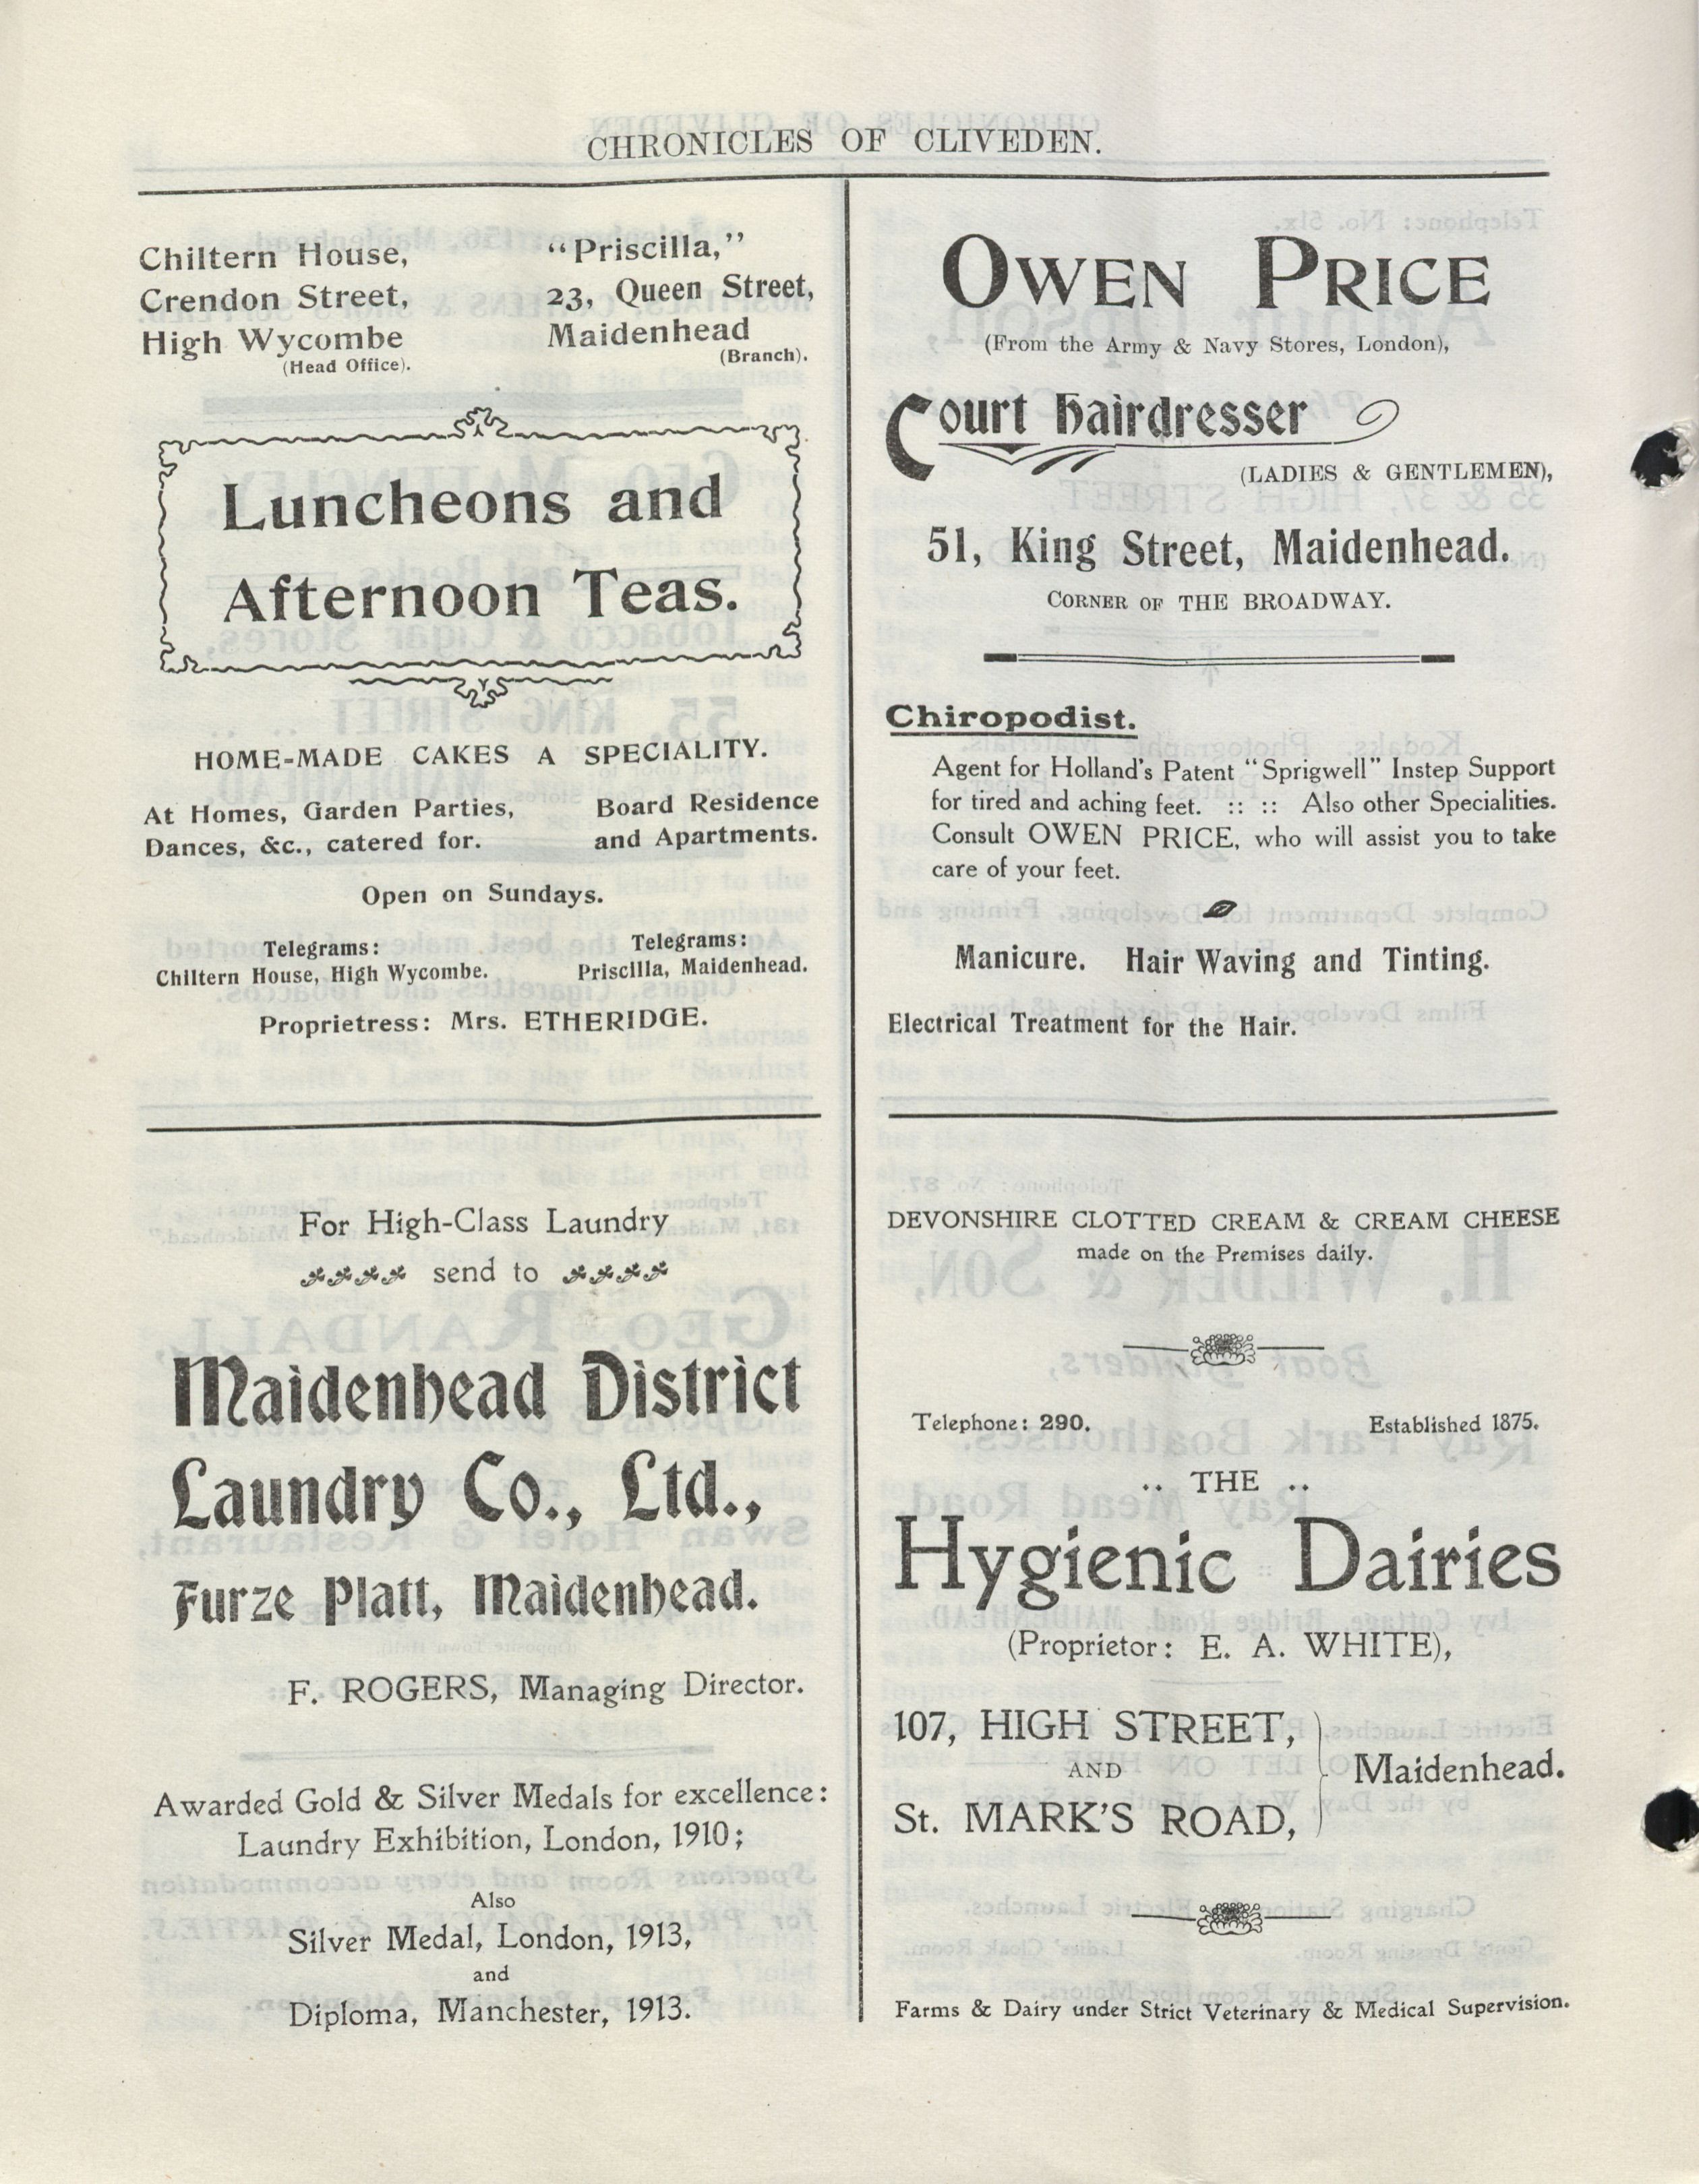 CHRONICLES OF CLIVEDEN.
Chiltern House,
Crendon Street,
High Wycombe
(Head Office).
"Priscilla,"
23, Queen Street,
Maidenhead
(Branch).
Luncheons and
Afternoon Teas.
HOME-MADE CAKES A SPECIALITY.
At Homes, Garden Parties,
Dances, &c., catered for.
Board Residence
and Apartments.
Open on Sundays.
Telegrams:
Chiltern House, High Wycombe.
Telegrams:
Priscilla, Maidenhead.
Proprietress: Mrs. ETHERIDGE.
For High-Class Laundry
send to
Maidenhead District
Laundry Co., Ltd.,
Furze Platt, Maidenhead.
F. ROGERS, Managing Director.
Awarded Gold & Silver Medals for excellence:
Laundry Exhibition, London, 1910;
Also
Silver Medal, London, 1913,
and
Diploma, Manchester, 1913.
OWEN PRICE
(From the Army & Navy Stores, London),
Court Hairdresser
(LADIES & GENTLEMEN),
51, King Street, Maidenhead.
CORNER OF THE BROADWAY.
Chiropodist.
Agent for Holland's Patent "Sprigwell" Instep Support
for tired and aching feet. :: :: Also other Specialities.
Consult OWEN PRICE, who will assist you to take
care of your feet.
Manicure. Hair Waving and Tinting.
Electrical Treatment for the Hair.
DEVONSHIRE CLOTTED CREAM & CREAM CHEESE
made on the Premises daily.
Telephone: 290. Established 1875.
.. THE ..
Hygienic Dairies
(Proprietor: E. A. WHITE),
107, HIGH STREET,
AND
St. MARK'S ROAD,
Maidenhead.
Farms & Dairy under Strict Veterinary & Medical Supervision.